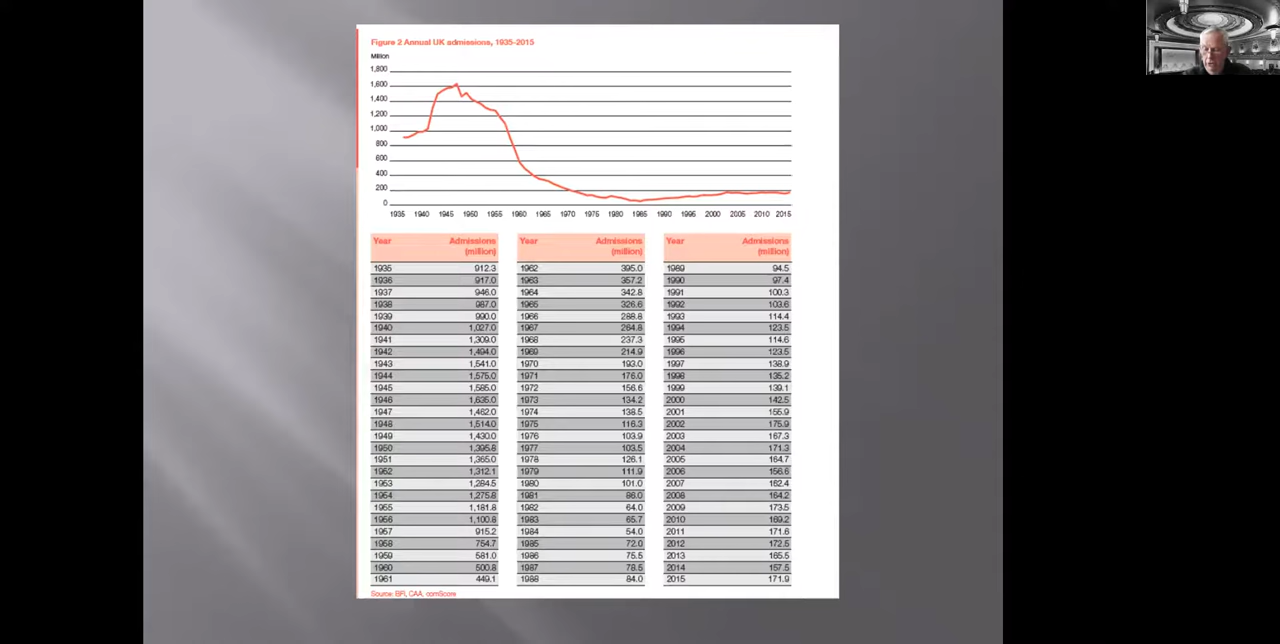 Figure 2 Annual UK admissions, 1935-2015
Million
1,800
1,600
1,400
1,200
1,000
800
600
400
200
0
1935 1940 1945 1950 1955 1960 1965 1970 1975 1980 1985 1990 1995 2000 2005 2010 2015
Year Admissions (million) Year Admissions (million) Year Admissions (million)
1935 912.3 1962 395.0 1989 94.5
1936 917.0 1963 357.2 1990 97.4
1937 946.0 1964 342.8 1991 100.3
1938 987.0 1965 326.6 1992 103.6
1939 990.0 1966 288.8 1993 114.4
1940 1,027.0 1967 264.8 1994 123.5
1941 1,309.0 1968 237.3 1995 114.6
1942 1,494.0 1969 214.9 1996 123.5
1943 1,541.0 1970 193.0 1997 138.9
1944 1,575.0 1971 176.0 1998 135.2
1945 1,585.0 1972 156.6 1999 139.1
1946 1,635.0 1973 134.2 2000 142.5
1947 1,462.0 1974 138.5 2001 155.9
1948 1,514.0 1975 116.3 2002 175.9
1949 1,430.0 1976 103.9 2003 167.3
1950 1,395.8 1977 103.5 2004 171.3
1951 1,365.0 1978 126.1 2005 164.7
1952 1,312.1 1979 111.9 2006 156.6
1953 1,284.5 1980 101.0 2007 162.4
1954 1,275.8 1981 86.0 2008 164.2
1955 1,181.8 1982 64.0 2009 173.5
1956 1,100.8 1983 65.7 2010 169.2
1957 915.2 1984 54.0 2011 171.6
1958 754.7 1985 72.0 2012 172.5
1959 581.0 1986 75.5 2013 165.5
1960 500.8 1987 78.5 2014 157.5
1961 449.1 1988 84.0 2015 171.9
Source: BFI, CAA, comScore